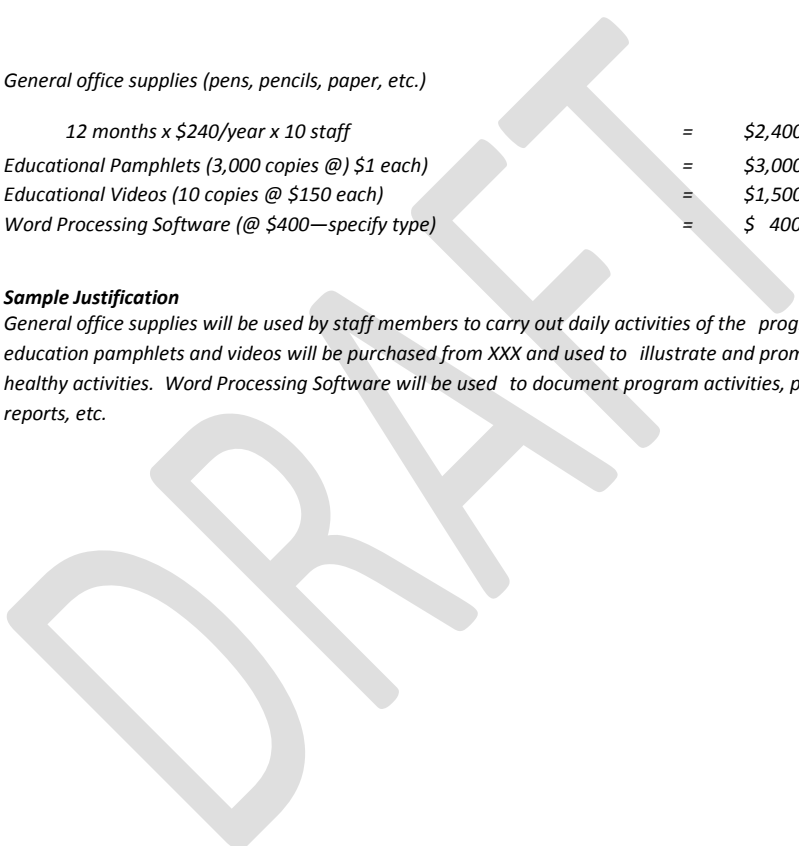 General office supplies (pens, pencils, paper, etc.)
12 months x $240/year x 10 staff = $2,400
Educational Pamphlets (3,000 copies @) $1 each) = $3,000
Educational Videos (10 copies @ $150 each) = $1,500
Word Processing Software (@ $400—specify type) = $ 400
Sample Justification
General office supplies will be used by staff members to carry out daily activities of the prog
education pamphlets and videos will be purchased from XXX and used to illustrate and prom
healthy activities. Word Processing Software will be used to document program activities, p
reports, etc.
DRAFT